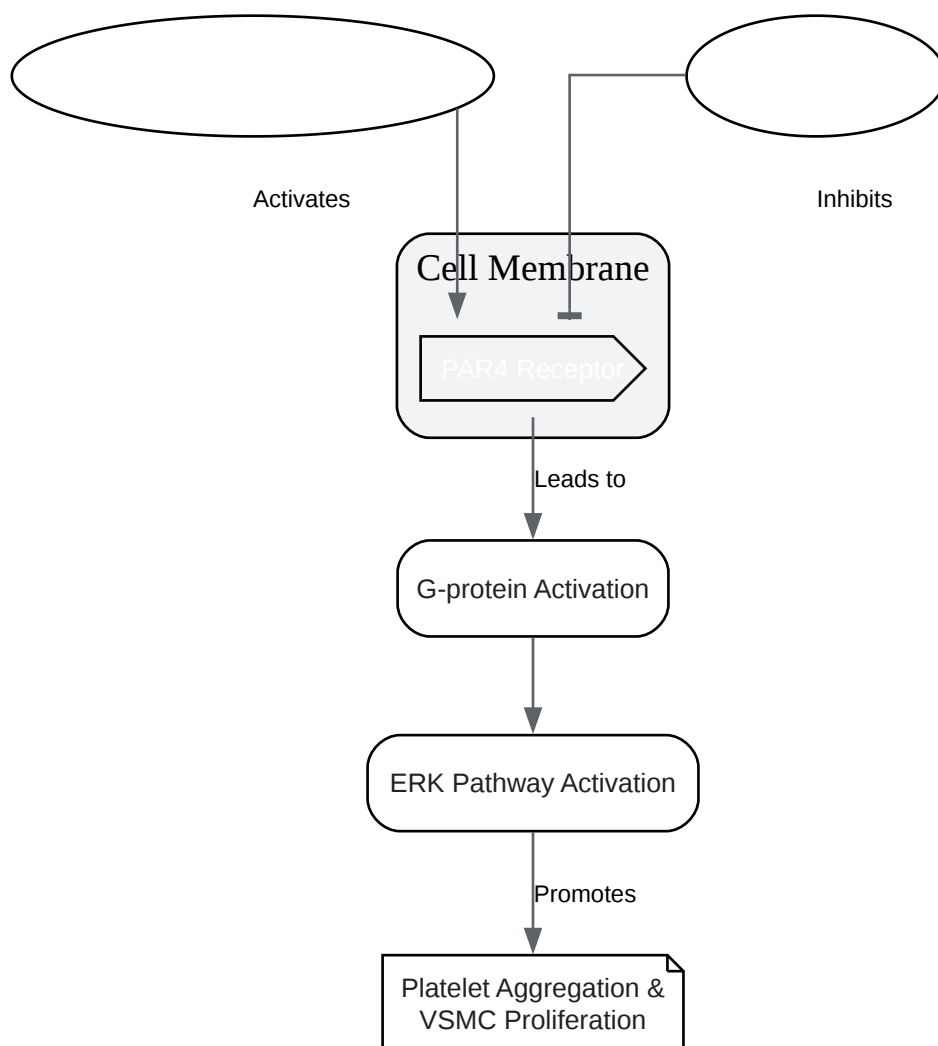 Activates
Inhibits
Cell Membrane
PAR4 Receptor
Leads to
G-protein Activation
ERK Pathway Activation
Promotes
Platelet Aggregation &
VSMC Proliferation